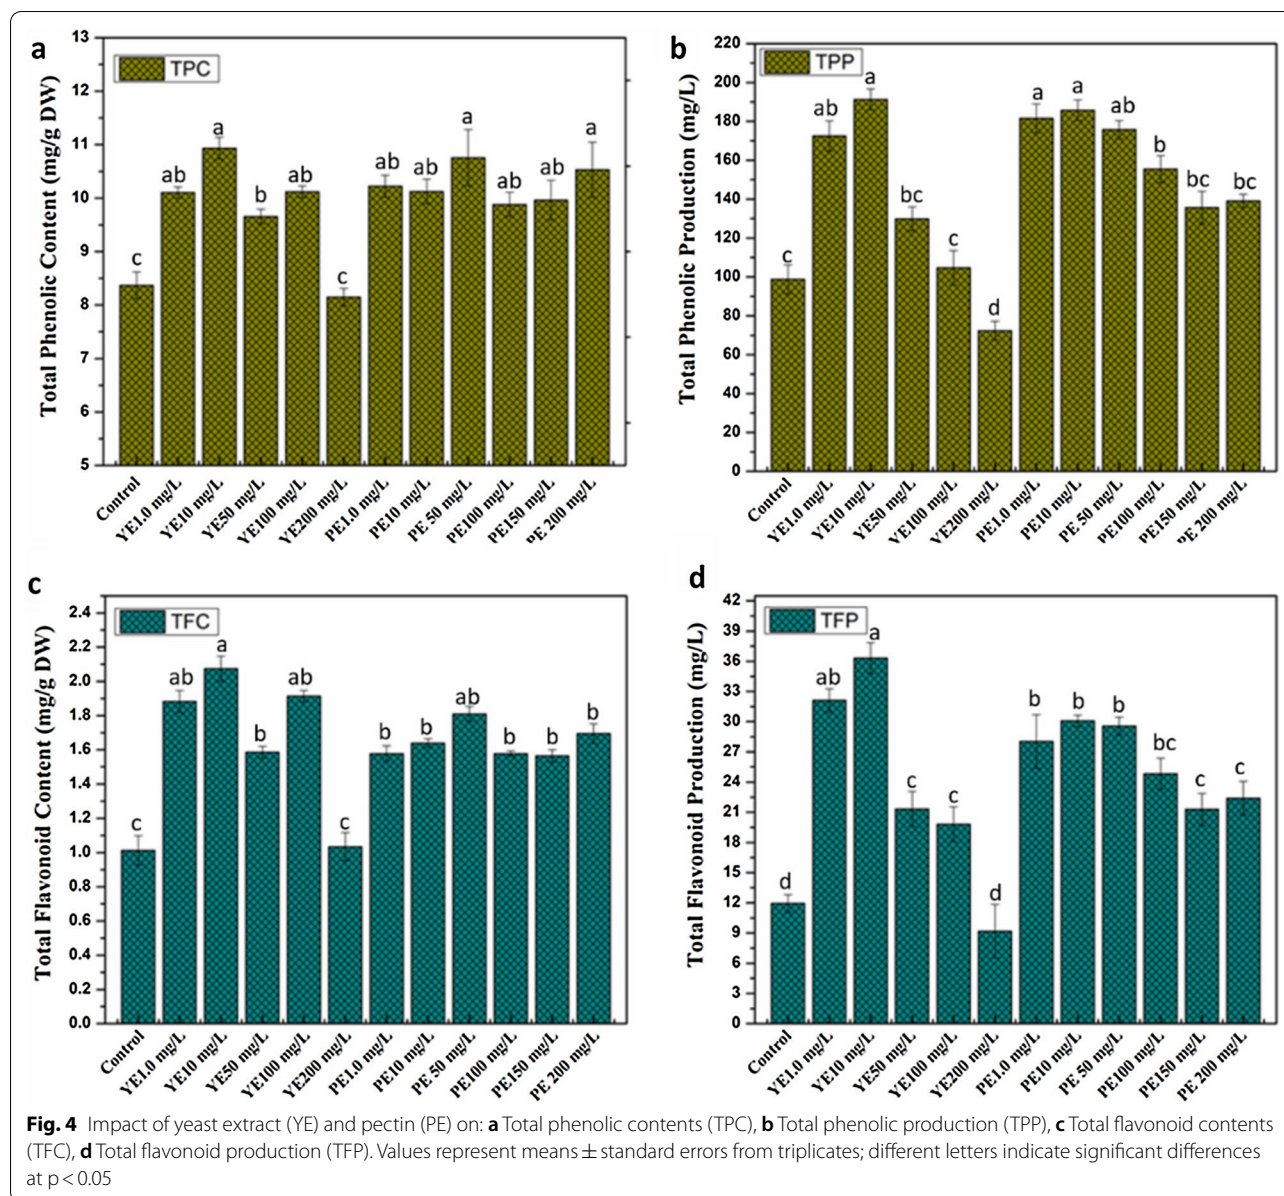 a
TPC
Total Phenolic Content (mg/g DW)
13
12
11
10
9
8
7
6
5
c
ab
a
b
ab
c
ab
ab
a
ab
ab
a
Control
YE1.0 mg/L
YE10 mg/L
YE50 mg/L
YE100 mg/L
YE200 mg/L
PE1.0 mg/L
PE10 mg/L
PE 50 mg/L
PE100 mg/L
PE150 mg/L
PE 200 mg/L
b
TPP
Total Phenolic Production (mg/L)
220
200
180
160
140
120
100
80
60
40
20
0
c
ab
a
bc
c
d
a
a
ab
b
bc
bc
Control
YE1.0 mg/L
YE10 mg/L
YE50 mg/L
YE100 mg/L
YE200 mg/L
PE1.0 mg/L
PE10 mg/L
PE 50 mg/L
PE100 mg/L
PE150 mg/L
PE 200 mg/L
c
TFC
Total Flavonoid Content (mg/g DW)
2.4
2.2
2.0
1.8
1.6
1.4
1.2
1.0
0.8
0.6
0.4
0.2
0.0
c
ab
a
b
ab
c
b
b
ab
b
b
b
Control
YE1.0 mg/L
YE10 mg/L
YE50 mg/L
YE100 mg/L
YE200 mg/L
PE1.0 mg/L
PE10 mg/L
PE 50 mg/L
PE100 mg/L
PE150 mg/L
PE 200 mg/L
d
TFP
Total Flavonoid Production (mg/L)
42
39
36
33
30
27
24
21
18
15
12
9
6
3
0
d
ab
a
c
c
d
b
b
b
bc
c
c
Control
YE1.0 mg/L
YE10 mg/L
YE50 mg/L
YE100 mg/L
YE200 mg/L
PE1.0 mg/L
PE10 mg/L
PE 50 mg/L
PE100 mg/L
PE150 mg/L
PE 200 mg/L
Fig. 4 Impact of yeast extract (YE) and pectin (PE) on: a Total phenolic contents (TPC), b Total phenolic production (TPP), c Total flavonoid contents
(TFC), d Total flavonoid production (TFP). Values represent means ± standard errors from triplicates; different letters indicate significant differences
at p < 0.05